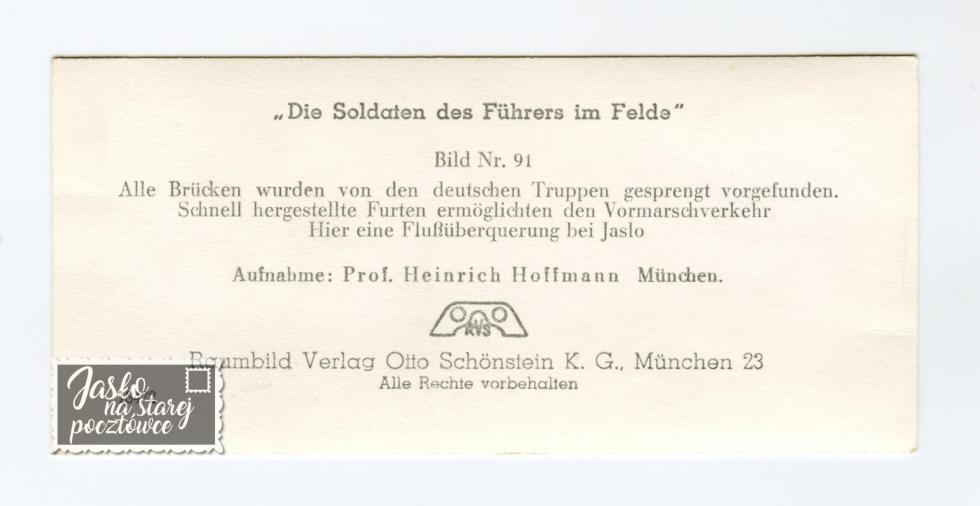 „Die Soldaten des Führers im Felde”
Bild Nr. 91
Alle Brücken wurden von den deutschen Truppen gesprengt vorgefunden.
Schnell hergestellte Furten ermöglichten den Vormarschverkehr
Hier eine Flußüberquerung bei Jaslo
Aufnahme: Prof. Heinrich Hoffmann München.
RVS
Raumbild Verlag Otto Schönstein K. G., München 23
Alle Rechte vorbehalten
Jasło
na starej
pocztówce